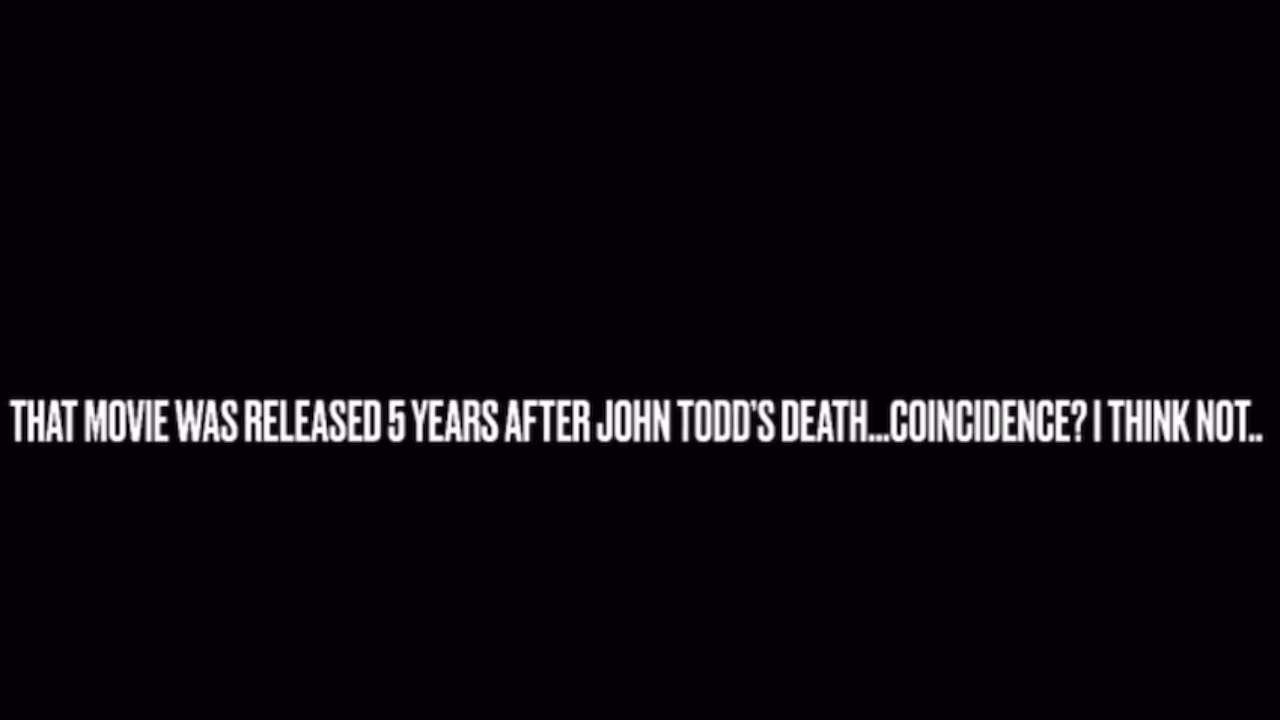 THAT MOVIE WAS RELEASED 5 YEARS AFTER JOHN TODD'S DEATH...COINCIDENCE? I THINK NOT..